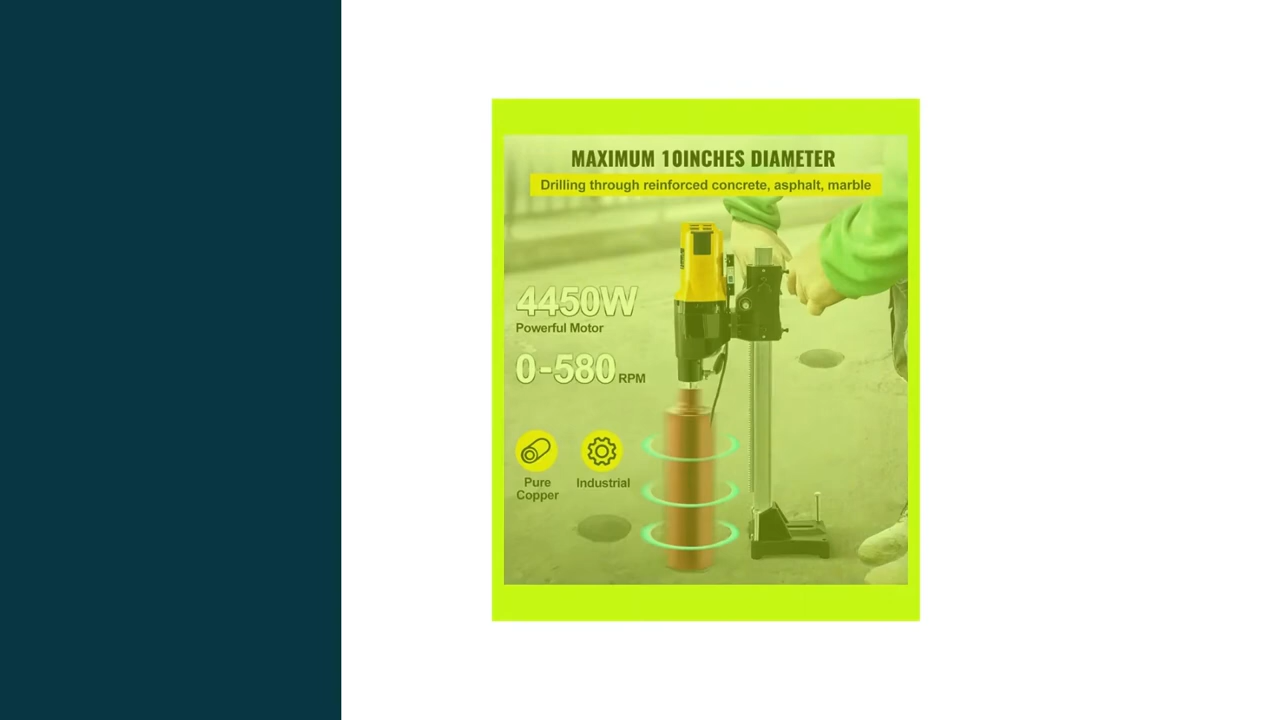 MAXIMUM 10INCHES DIAMETER
Drilling through reinforced concrete, asphalt, marble
4450W
Powerful Motor
0-580 RPM
Pure
Copper
Industrial